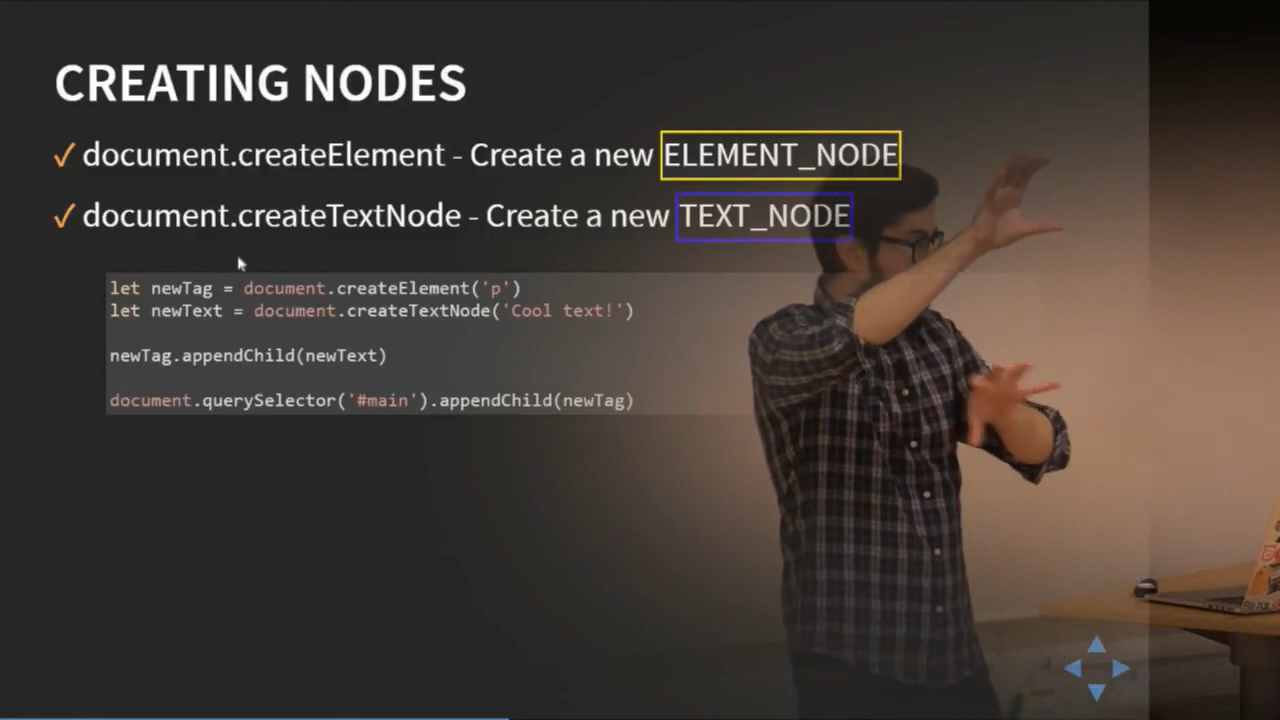 CREATING NODES
✓ document.createElement - Create a new ELEMENT_NODE
✓ document.createTextNode - Create a new TEXT_NODE
let newTag = document.createElement('p')
let newText = document.createTextNode('Cool text!')
newTag.appendChild(newText)
document.querySelector('#main').appendChild(newTag)